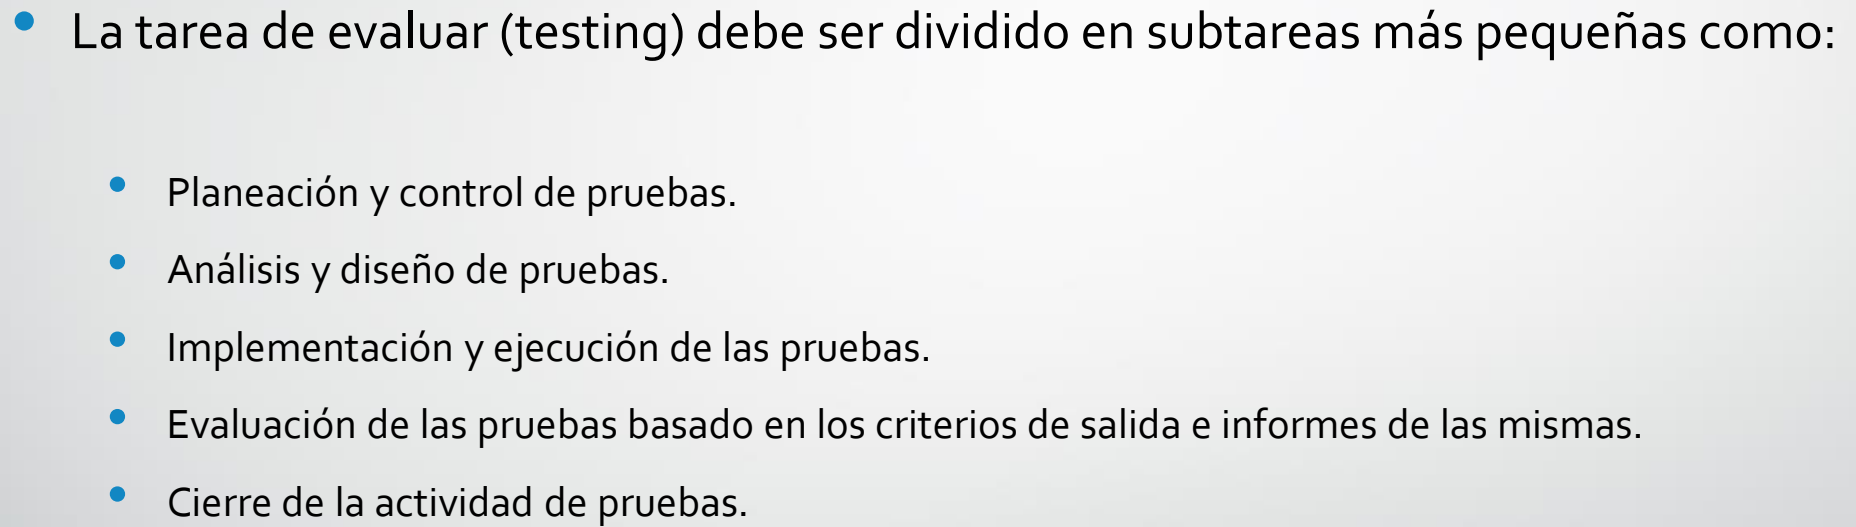 La tarea de evaluar (testing) debe ser dividido en subtareas más pequeñas como:
Planeación y control de pruebas.
Análisis y diseño de pruebas.
Implementación y ejecución de las pruebas.
Evaluación de las pruebas basado en los criterios de salida e informes de las mismas.
Cierre de la actividad de pruebas.